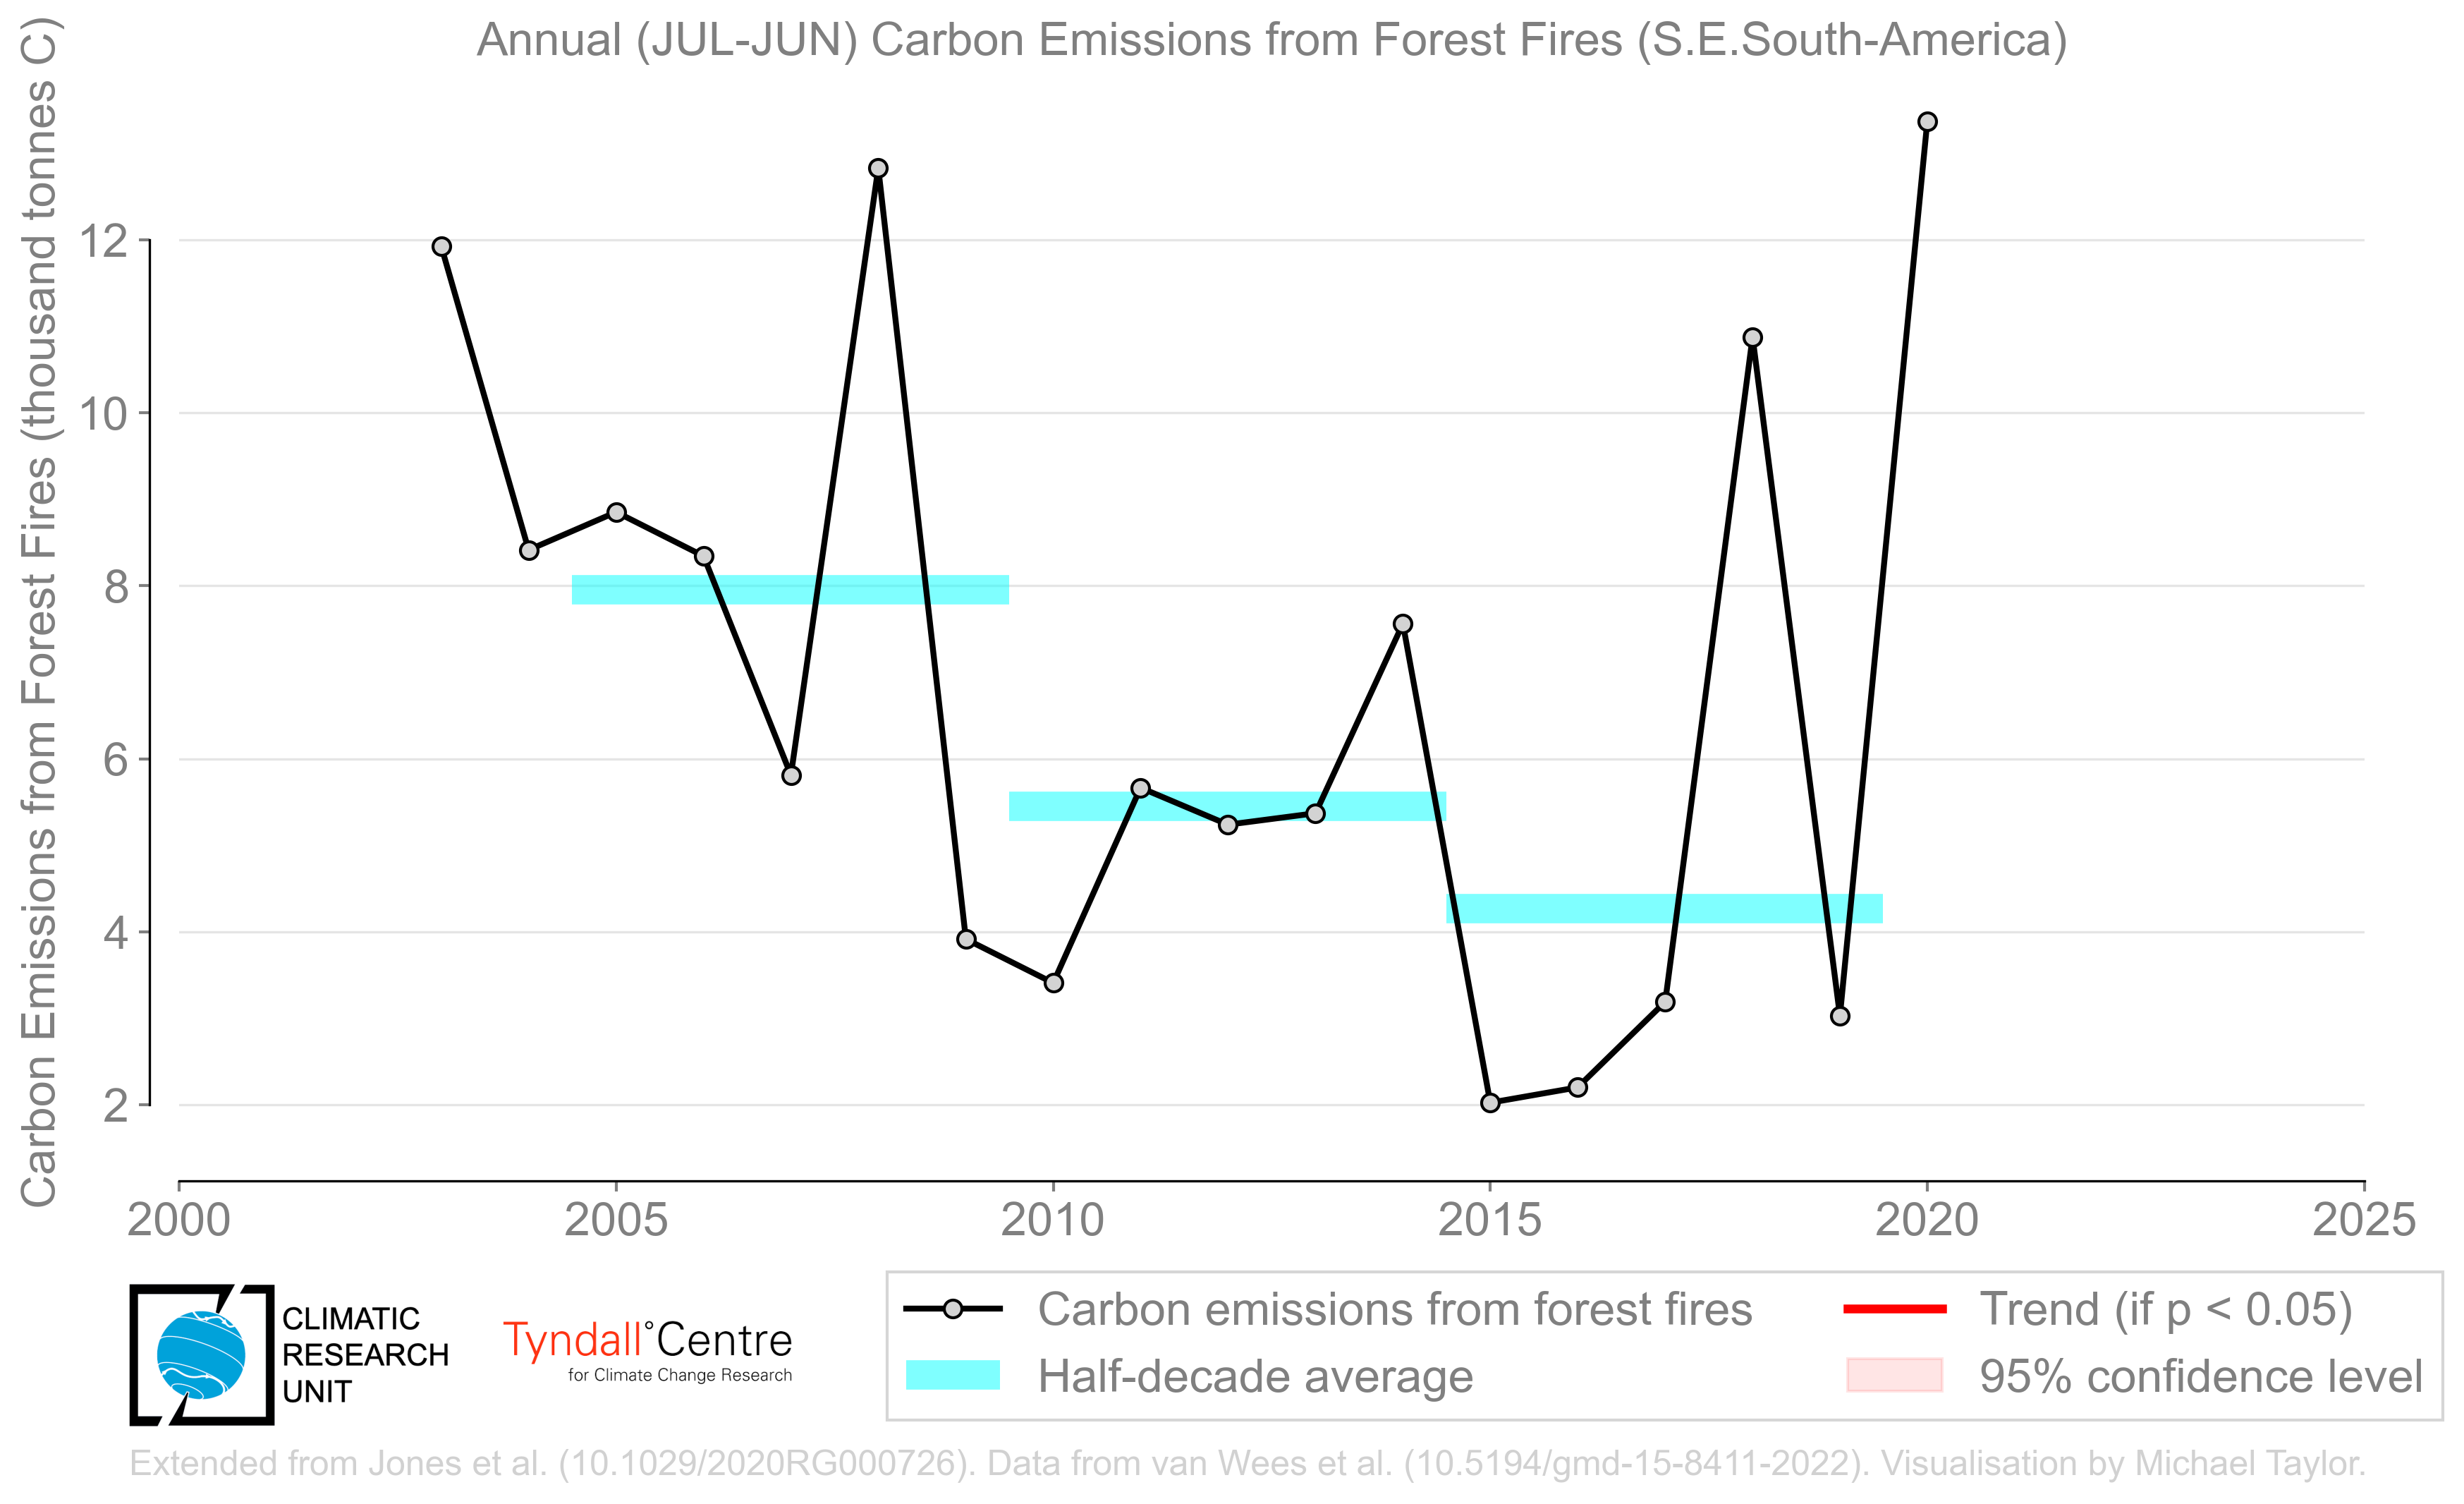 Annual (JUL-JUN) Carbon Emissions from Forest Fires (S.E.South-America)
Carbon Emissions from Forest Fires (thousand tonnes C)
12
10
8
6
4
2
2000 2005 2010 2015 2020 2025
CLIMATIC
RESEARCH
UNIT
Tyndall°Centre
for Climate Change Research
Carbon emissions from forest fires
Half-decade average
Trend (if p < 0.05)
95% confidence level
Extended from Jones et al. (10.1029/2020RG000726). Data from van Wees et al. (10.5194/gmd-15-8411-2022). Visualisation by Michael Taylor.